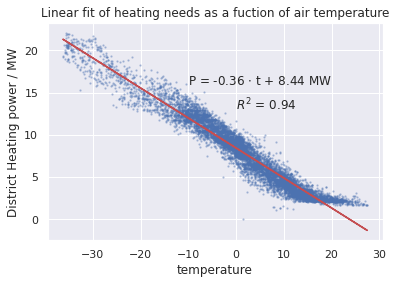 Linear fit of heating needs as a fuction of air temperature
District Heating power / MW
20
15
10
5
0
P = -0.36 · t + 8.44 MW
R² = 0.94
−30 −20 −10 0 10 20 30
temperature